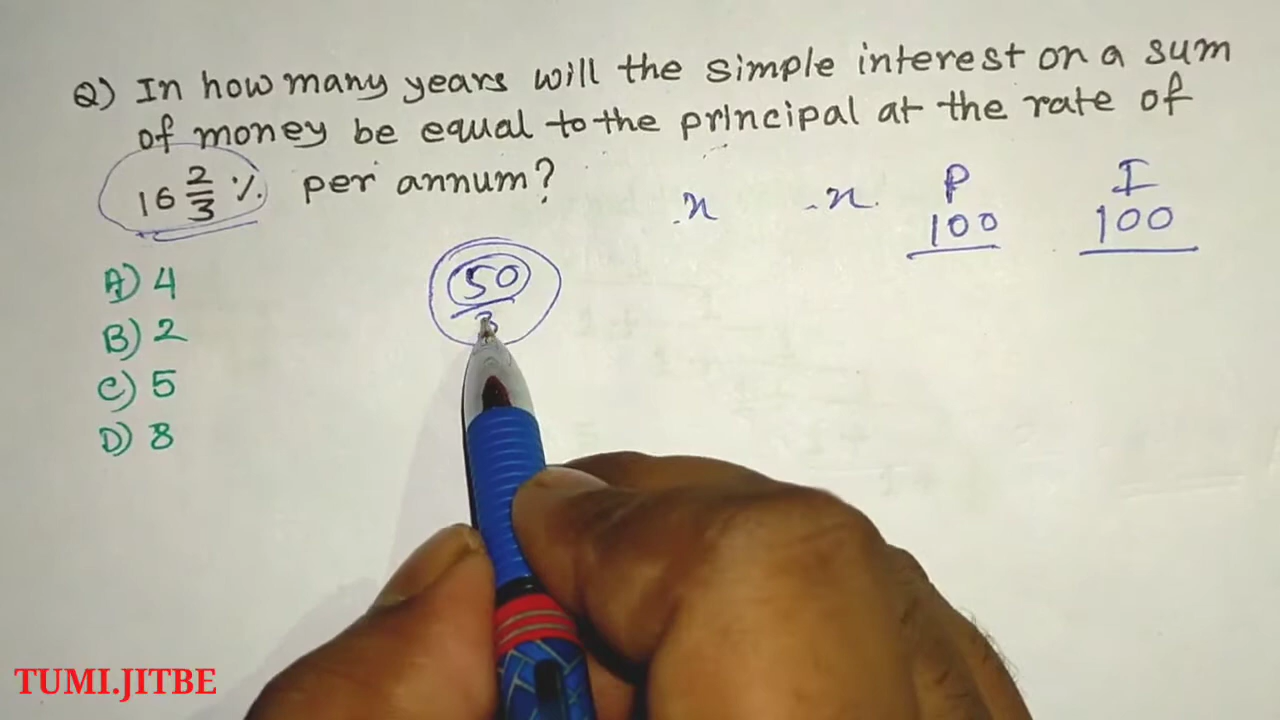 Q) In how many years will the simple interest on a sum
of money be equal to the principal at the rate of
16 2/3 % per annum?
x x P I
100 100
50/3
A) 4
B) 2
C) 5
D) 8
TUMI.JITBE